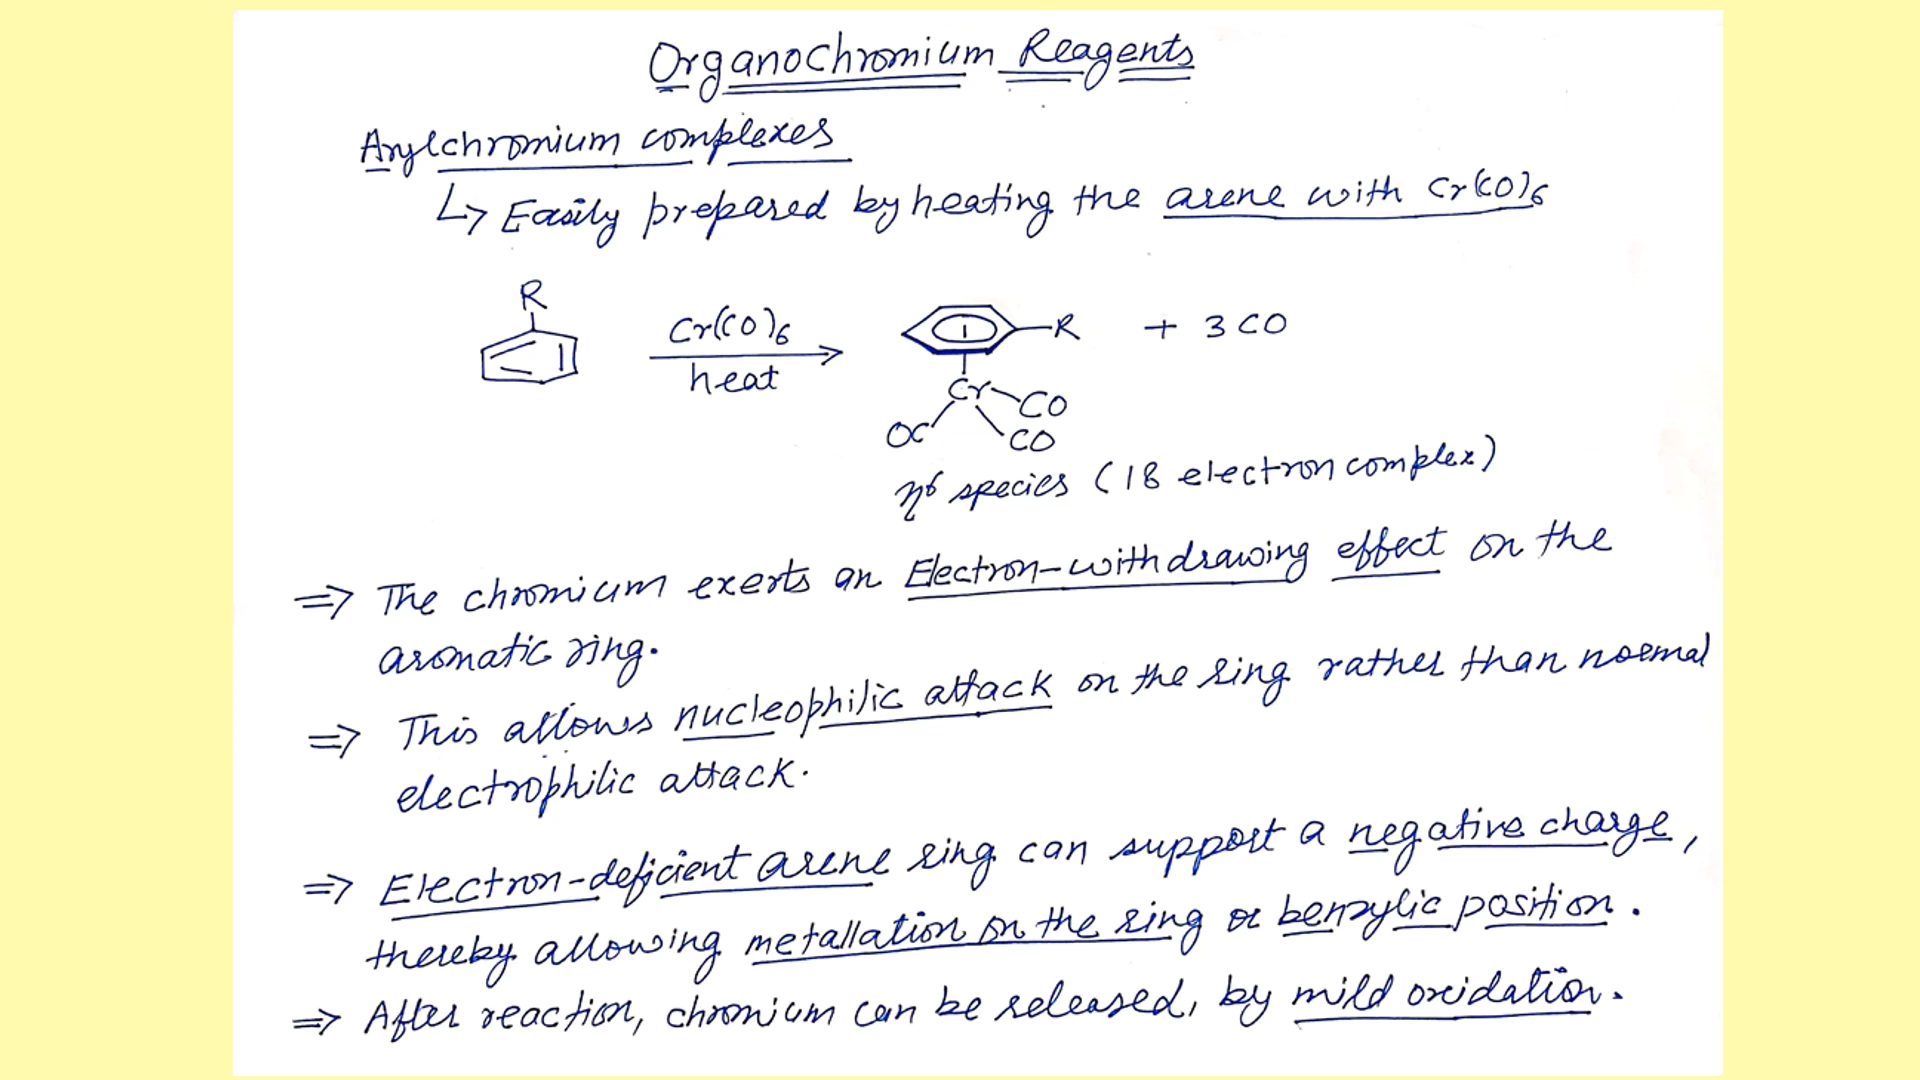 Organochromium Reagents
Arylchromium complexes
↳ Easily prepared by heating the arene with Cr(CO)6
R
Cr(CO)6
heat
R
+ 3 CO
Cr
CO
OC
CO
η6 species (18 electron complex)
⇒ The chromium exerts an Electron-withdrawing effect on the
aromatic ring.
⇒ This allows nucleophilic attack on the ring rather than normal
electrophilic attack.
⇒ Electron-deficient arene ring can support a negative charge,
thereby allowing metallation on the ring or benzylic position.
⇒ After reaction, chromium can be released, by mild oxidation.